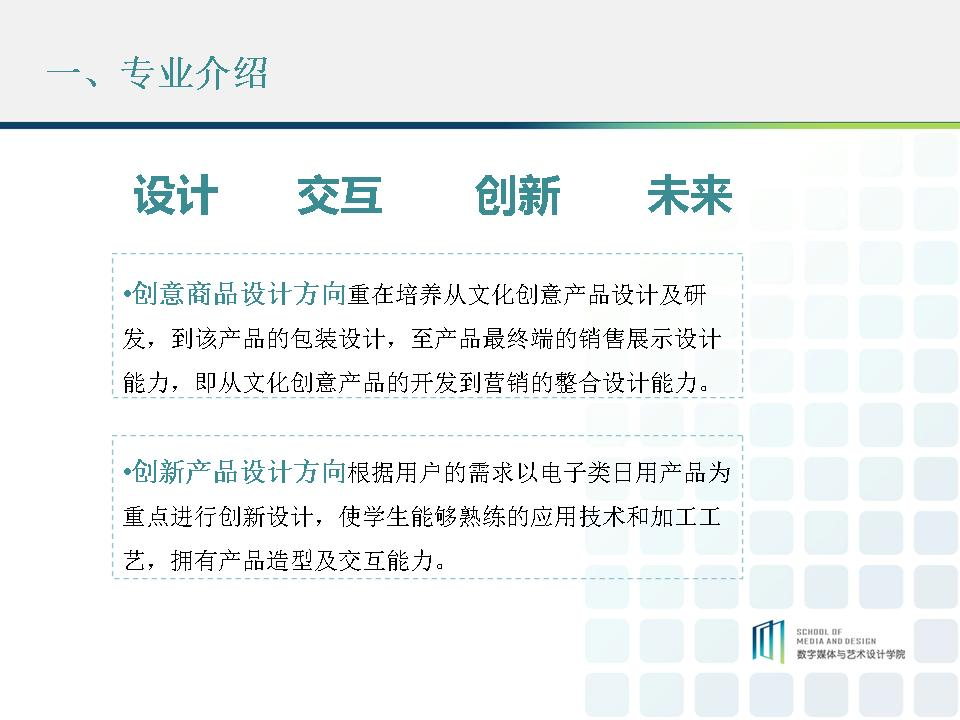 一、专业介绍
设计 交互 创新 未来
•创意商品设计方向重在培养从文化创意产品设计及研
发，到该产品的包装设计，至产品最终端的销售展示设计
能力，即从文化创意产品的开发到营销的整合设计能力。
•创新产品设计方向根据用户的需求以电子类日用产品为
重点进行创新设计，使学生能够熟练的应用技术和加工工
艺，拥有产品造型及交互能力。
SCHOOL OF
MEDIA AND DESIGN
数字媒体与艺术设计学院